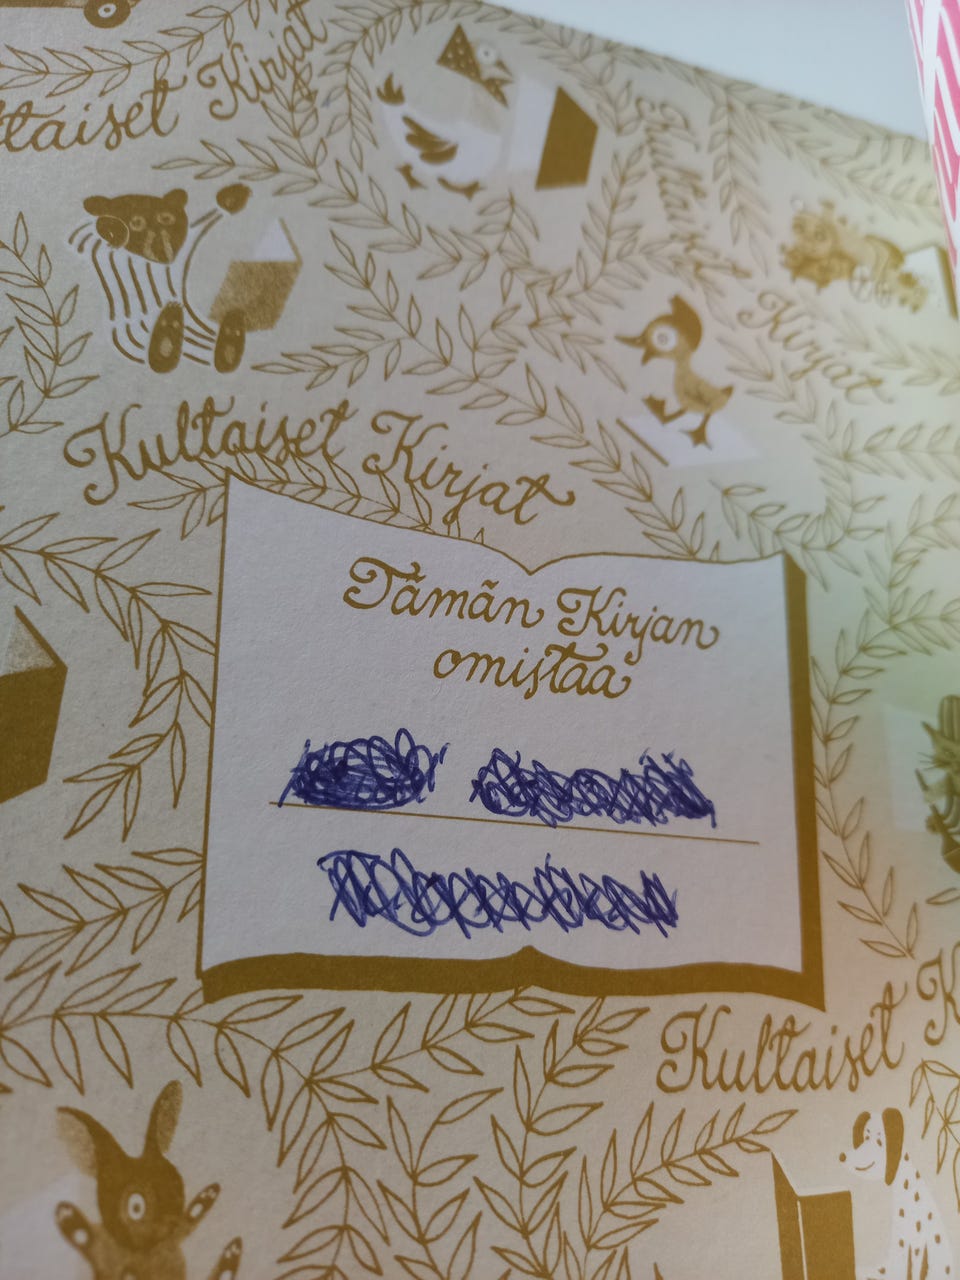 Kultaiset Kirjat
Kultaiset
Kirjat
Kultaiset Kirjat
Tämän Kirjan
omistaa
Kultaiset